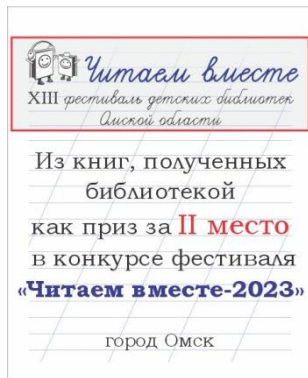 Читаем вместе
XIII фестиваль детских библиотек
Омской области
Из книг, полученных
библиотекой
как приз за II место
в конкурсе фестиваля
«Читаем вместе-2023»
город Омск